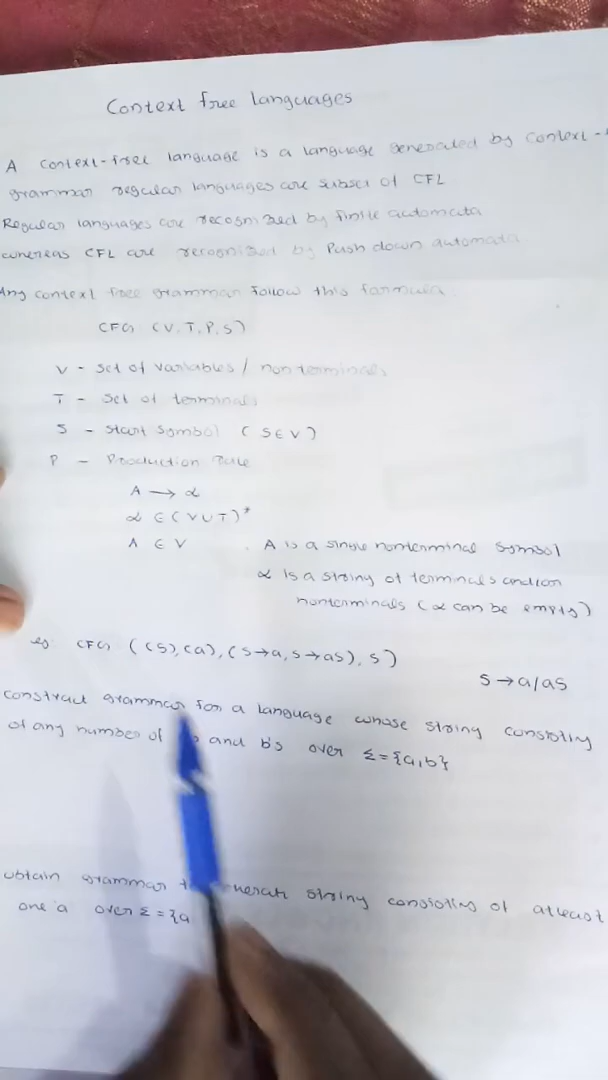 Context free languages
A context-free language is a language generated by context-
grammar regular languages are subset of CFL
Regular languages are recognized by finite automata
whereas CFL are recognized by Push down automata
Any context free grammar follow this formula
CFG (V, T, P, S)
V - set of variables / non terminals
T - Set of terminals
S - start symbol ( S ∈ V )
P - Production Rule
A → α
α ∈ ( V U T )*
A ∈ V . A is a single nonterminal symbol
α is a string of terminals and/or
nonterminals ( α can be empty )
eg: CFG ( (S), (a), ( S→a, S→aS ), S )
S → a/aS
construct grammar for a language whose string consisting
of any number of and b's over Σ = {a,b}
obtain grammar string consisting of atleast
one a over Σ = {a